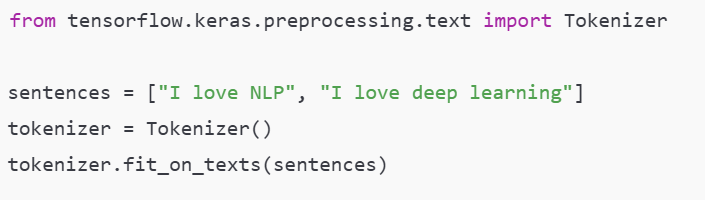 from tensorflow.keras.preprocessing.text import Tokenizer
sentences = ["I love NLP", "I love deep learning"]
tokenizer = Tokenizer()
tokenizer.fit_on_texts(sentences)